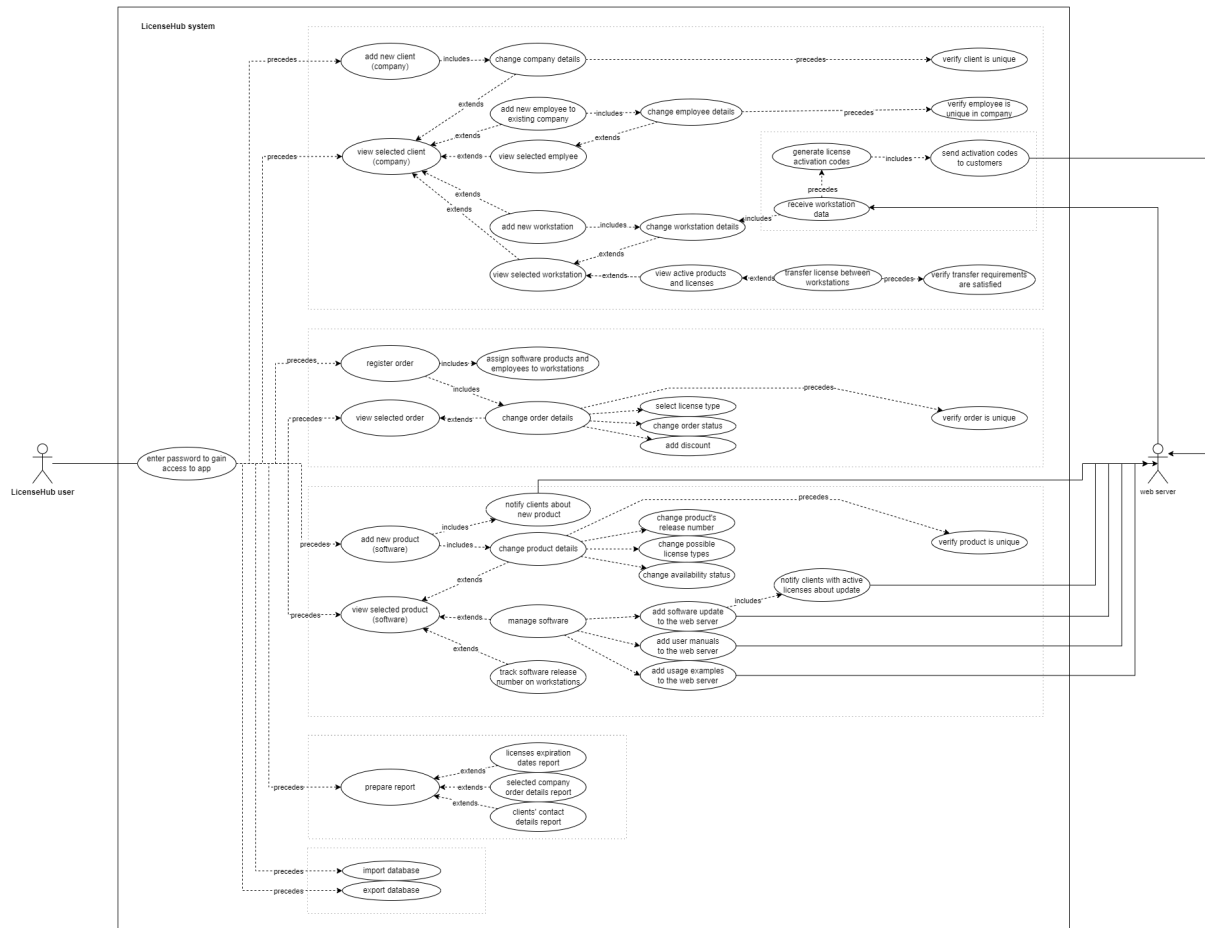 LicenseHub system
precedes
add new client
(company)
includes
change company details
precedes
verify client is unique
extends
add new employee to
existing company
includes
change employee details
precedes
verify employee is
unique in company
extends
extends
precedes
view selected client
(company)
extends
view selected emplyee
generate license
activation codes
includes
send activation codes
to customers
precedes
extends
extends
add new workstation
includes
change workstation details
includes
receive workstation
data
extends
view selected workstation
extends
view active products
and licenses
extends
transfer license between
workstations
precedes
verify transfer requirements
are satisfied
precedes
register order
includes
assign software products and
employees to workstations
includes
precedes
precedes
view selected order
extends
change order details
select license type
change order status
add discount
verify order is unique
LicenseHub user
enter password to gain
access to app
web server
notify clients about
new product
includes
precedes
precedes
add new product
(software)
includes
change product details
change product's
release number
change possible
license types
change availability status
verify product is unique
extends
notify clients with active
licenses about update
includes
precedes
view selected product
(software)
extends
manage software
add software update
to the web server
add user manuals
to the web server
extends
track software release
number on workstations
add usage examples
to the web server
licenses expiration
dates report
extends
precedes
prepare report
extends
selected company
order details report
extends
clients' contact
details report
precedes
import database
precedes
export database